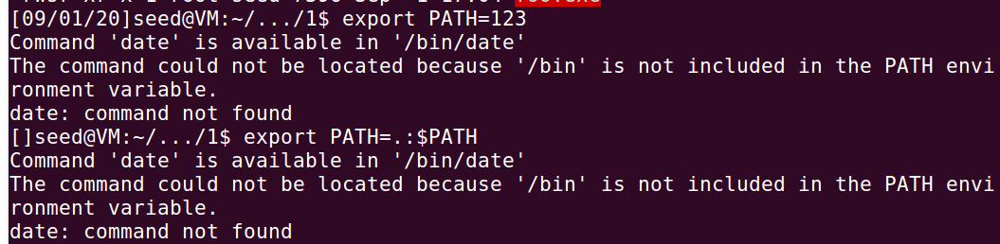 [09/01/20]seed@VM:~/.../1$ export PATH=123
Command 'date' is available in '/bin/date'
The command could not be located because '/bin' is not included in the PATH envi
ronment variable.
date: command not found
[]seed@VM:~/.../1$ export PATH=.:$PATH
Command 'date' is available in '/bin/date'
The command could not be located because '/bin' is not included in the PATH envi
ronment variable.
date: command not found